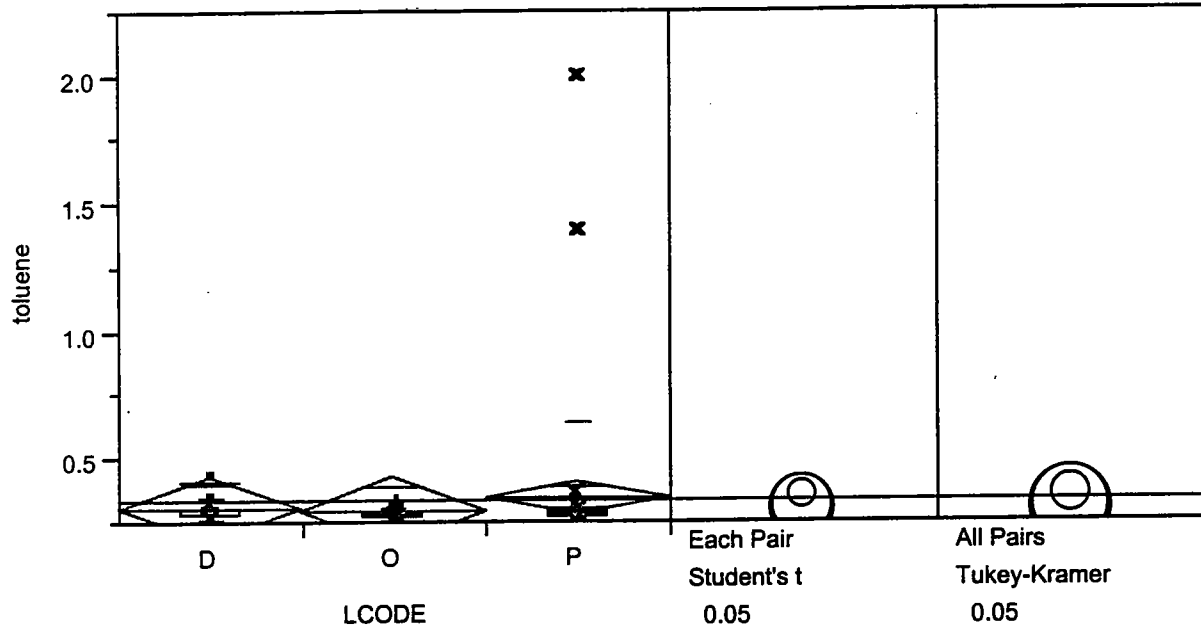 2.0
1.5
toluene
1.0
0.5
D O P
Each Pair All Pairs
Student's t Tukey-Kramer
LCODE 0.05 0.05